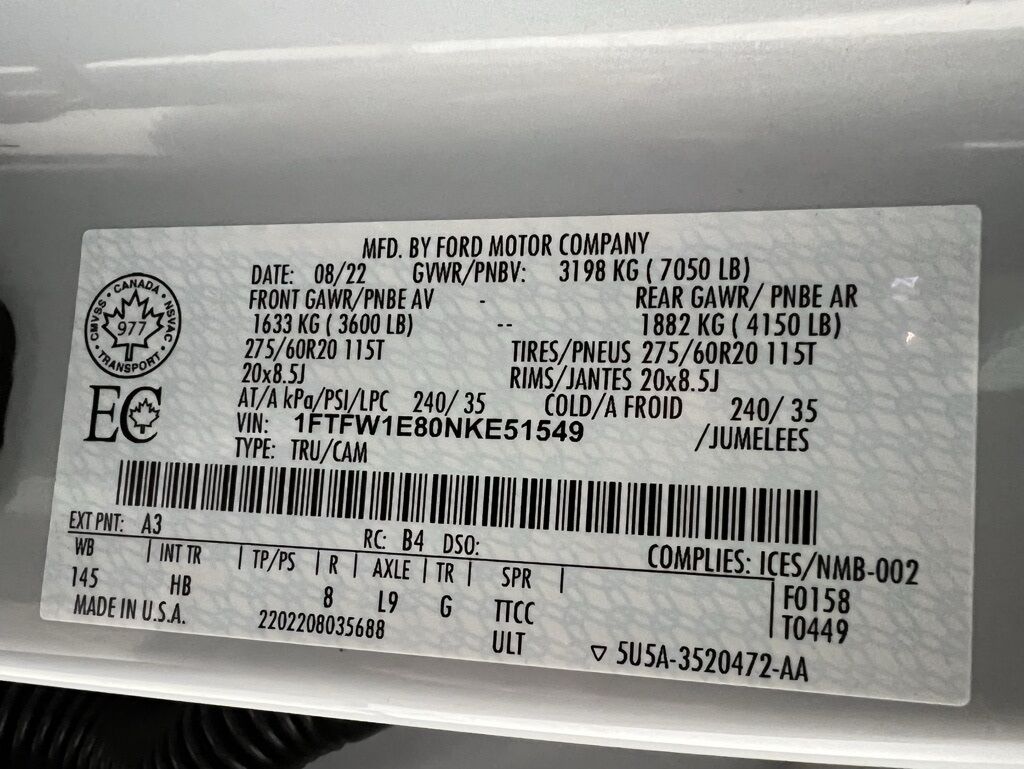 MFD. BY FORD MOTOR COMPANY
DATE: 08/22 GVWR/PNBV: 3198 KG ( 7050 LB)
FRONT GAWR/PNBE AV - REAR GAWR/ PNBE AR
1633 KG ( 3600 LB) -- 1882 KG ( 4150 LB)
275/60R20 115T TIRES/PNEUS 275/60R20 115T
20x8.5J RIMS/JANTES 20x8.5J
AT/A kPa/PSI/LPC 240/ 35 COLD/A FROID 240/ 35
VIN: 1FTFW1E80NKE51549 /JUMELEES
TYPE: TRU/CAM
CANADA
CMVSS • NSVAC
977
TRANSPORT
EC
EXT PNT: A3 RC: B4 DSO: COMPLIES: ICES/NMB-002
WB | INT TR | TP/PS | R | AXLE | TR | SPR | F0158
145 HB 8 L9 G TTCC T0449
MADE IN U.S.A. 2202208035688 ULT ▽ 5U5A-3520472-AA